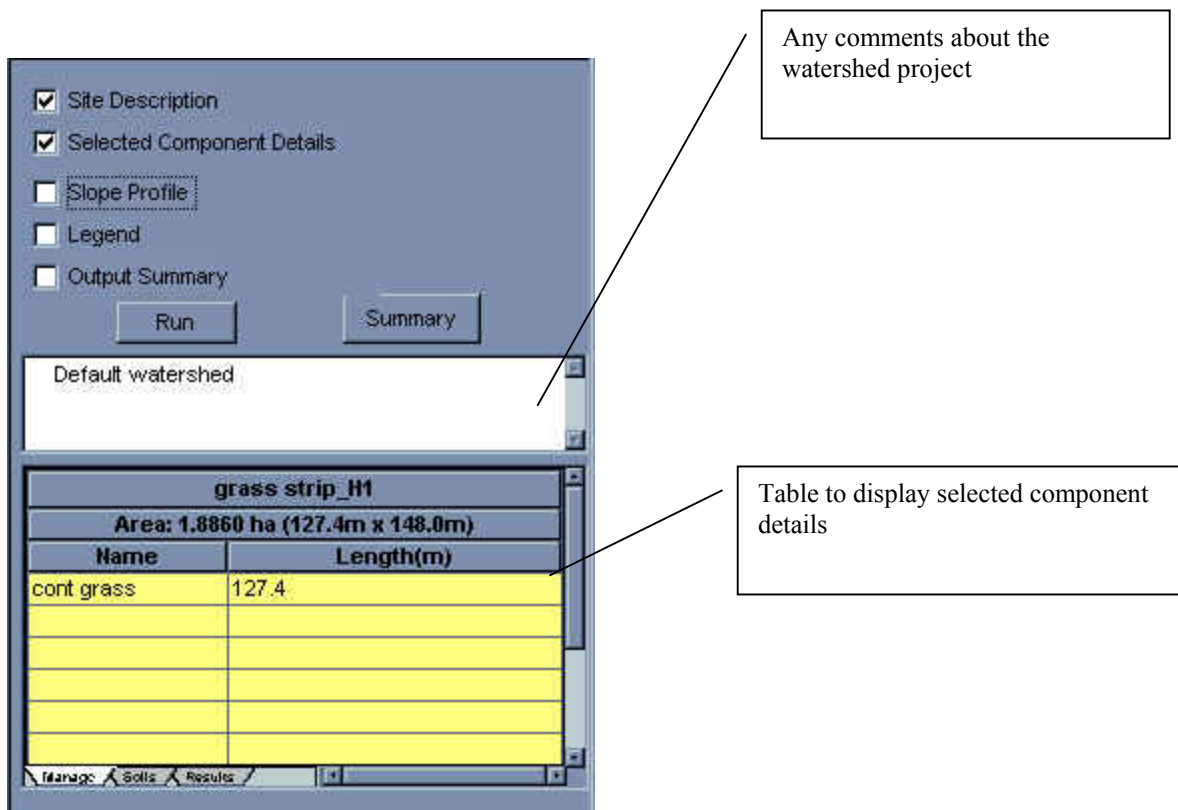 Any comments about the
watershed project
Site Description
Selected Component Details
Slope Profile
Legend
Output Summary
Run Summary
Default watershed
grass strip_H1
Area: 1.8860 ha (127.4m x 148.0m)
Name Length(m)
Table to display selected component
details
cont grass 127.4
Manage Soils Results